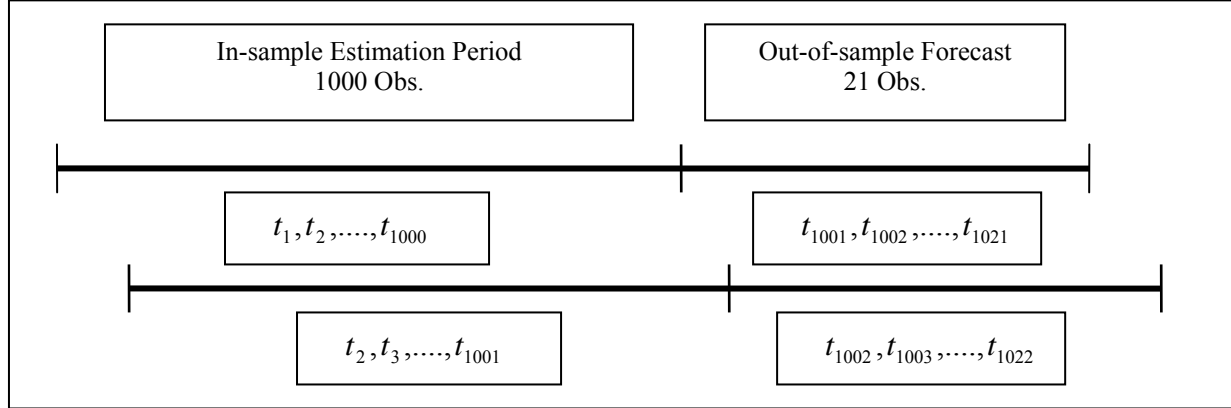 In-sample Estimation Period
1000 Obs.
Out-of-sample Forecast
21 Obs.
t₁,t₂,....,t₁₀₀₀
t₁₀₀₁,t₁₀₀₂,....,t₁₀₂₁
t₂,t₃,....,t₁₀₀₁
t₁₀₀₂,t₁₀₀₃,....,t₁₀₂₂